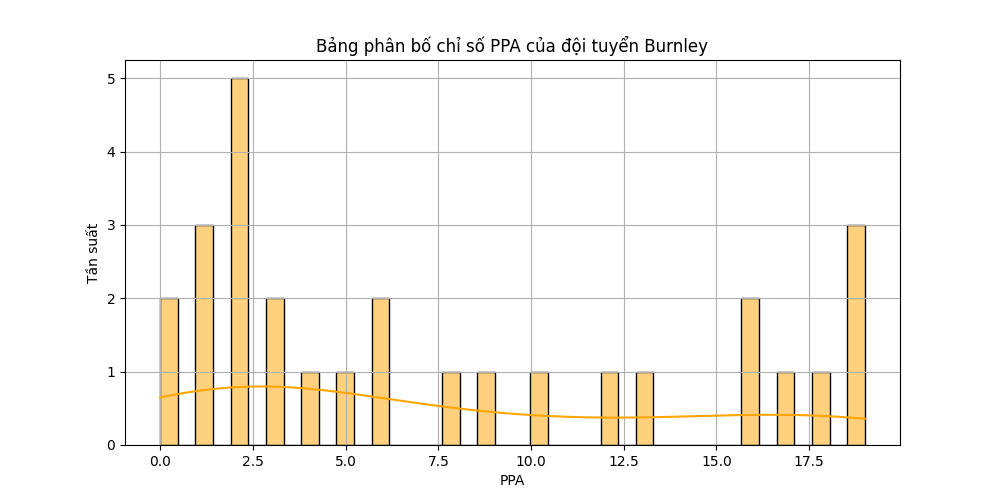 Bảng phân bố chỉ số PPA của đội tuyển Burnley
Tần suất
5
4
3
2
1
0
0.0 2.5 5.0 7.5 10.0 12.5 15.0 17.5
PPA